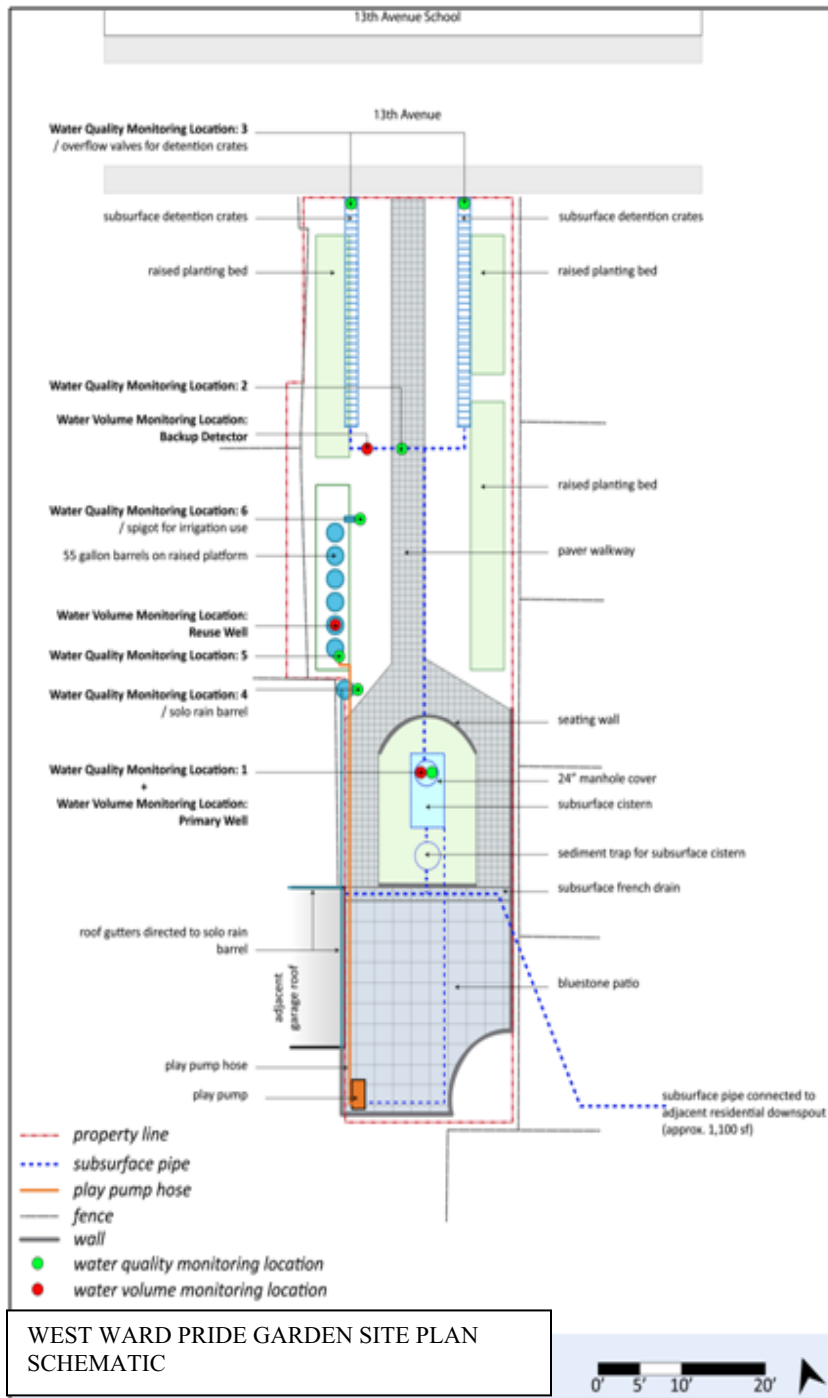 13th Avenue School
13th Avenue
Water Quality Monitoring Location: 3
/ overflow valves for detention crates
subsurface detention crates
subsurface detention crates
raised planting bed
raised planting bed
Water Quality Monitoring Location: 2
Water Volume Monitoring Location:
Backup Detector
raised planting bed
Water Quality Monitoring Location: 6
/ spigot for irrigation use
55 gallon barrels on raised platform
paver walkway
Water Volume Monitoring Location:
Reuse Well
Water Quality Monitoring Location: 5
Water Quality Monitoring Location: 4
/ solo rain barrel
seating wall
Water Quality Monitoring Location: 1
+
Water Volume Monitoring Location:
Primary Well
24" manhole cover
subsurface cistern
sediment trap for subsurface cistern
subsurface french drain
roof gutters directed to solo rain
barrel
adjacent
garage roof
bluestone patio
play pump hose
play pump
subsurface pipe connected to
adjacent residential downspout
(approx. 1,100 sf)
property line
subsurface pipe
play pump hose
fence
wall
water quality monitoring location
water volume monitoring location
WEST WARD PRIDE GARDEN SITE PLAN
SCHEMATIC
0' 5' 10' 20'